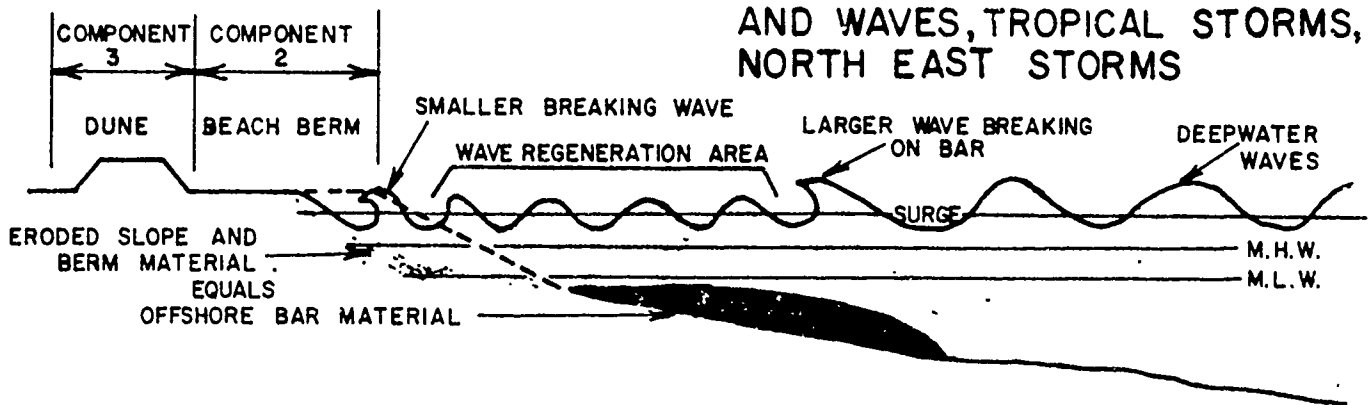 AND WAVES, TROPICAL STORMS,
NORTH EAST STORMS
COMPONENT
3
COMPONENT
2
DUNE
BEACH BERM
SMALLER BREAKING WAVE
WAVE REGENERATION AREA
LARGER WAVE BREAKING
ON BAR
DEEPWATER
WAVES
SURGE
ERODED SLOPE AND
BERM MATERIAL
EQUALS
OFFSHORE BAR MATERIAL
M.H.W.
M.L.W.